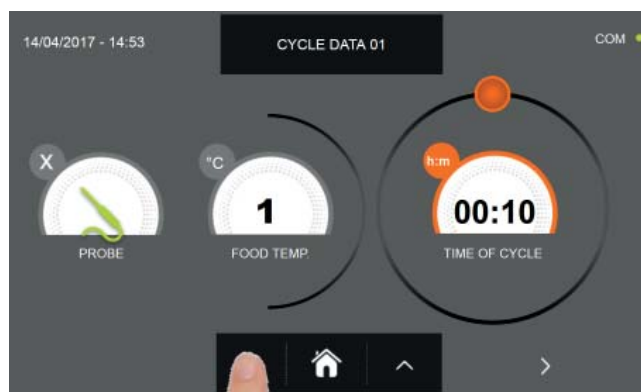 14/04/2017 - 14:53
CYCLE DATA 01
COM
X
°C
h:m
1
00:10
PROBE
FOOD TEMP.
TIME OF CYCLE